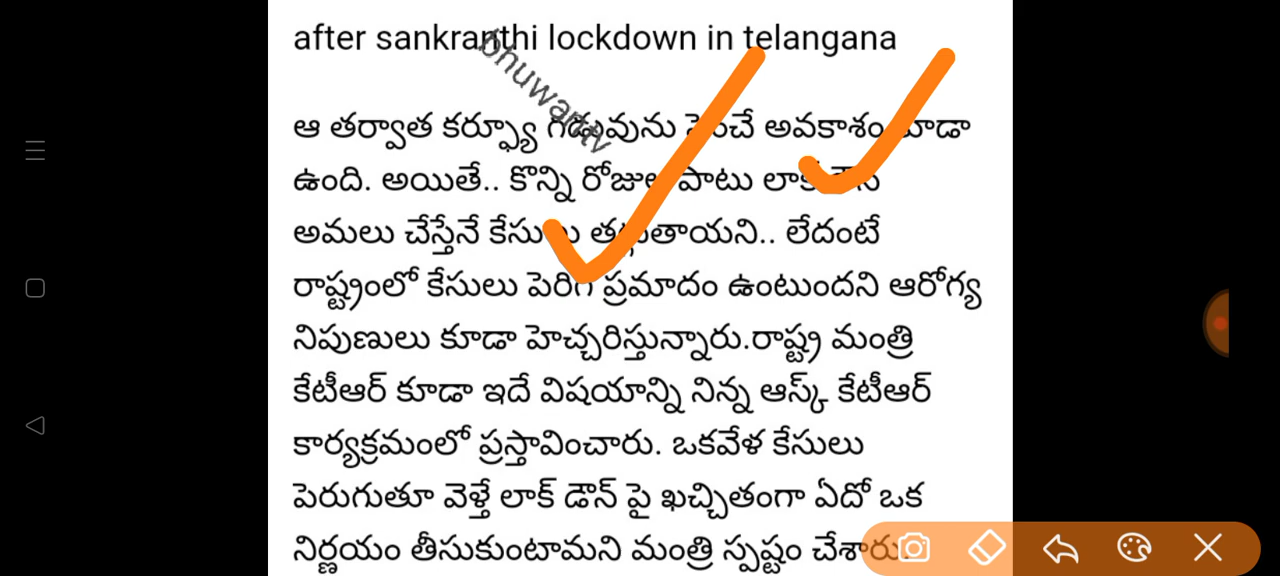 after sankranthi lockdown in telangana
bhuwantv
ఆ తర్వాత కర్ఫ్యూ గడువును పెంచే అవకాశం కూడా
ఉంది. అయితే.. కొన్ని రోజుల పాటు లాక్ డౌన్
అమలు చేస్తేనే కేసులు తగ్గుతాయని.. లేదంటే
రాష్ట్రంలో కేసులు పెరిగే ప్రమాదం ఉంటుందని ఆరోగ్య
నిపుణులు కూడా హెచ్చరిస్తున్నారు.రాష్ట్ర మంత్రి
కేటీఆర్ కూడా ఇదే విషయాన్ని నిన్న ఆస్క్ కేటీఆర్
కార్యక్రమంలో ప్రస్తావించారు. ఒకవేళ కేసులు
పెరుగుతూ వెళ్తే లాక్ డౌన్ పై ఖచ్చితంగా ఏదో ఒక
నిర్ణయం తీసుకుంటామని మంత్రి స్పష్టం చేశారు.